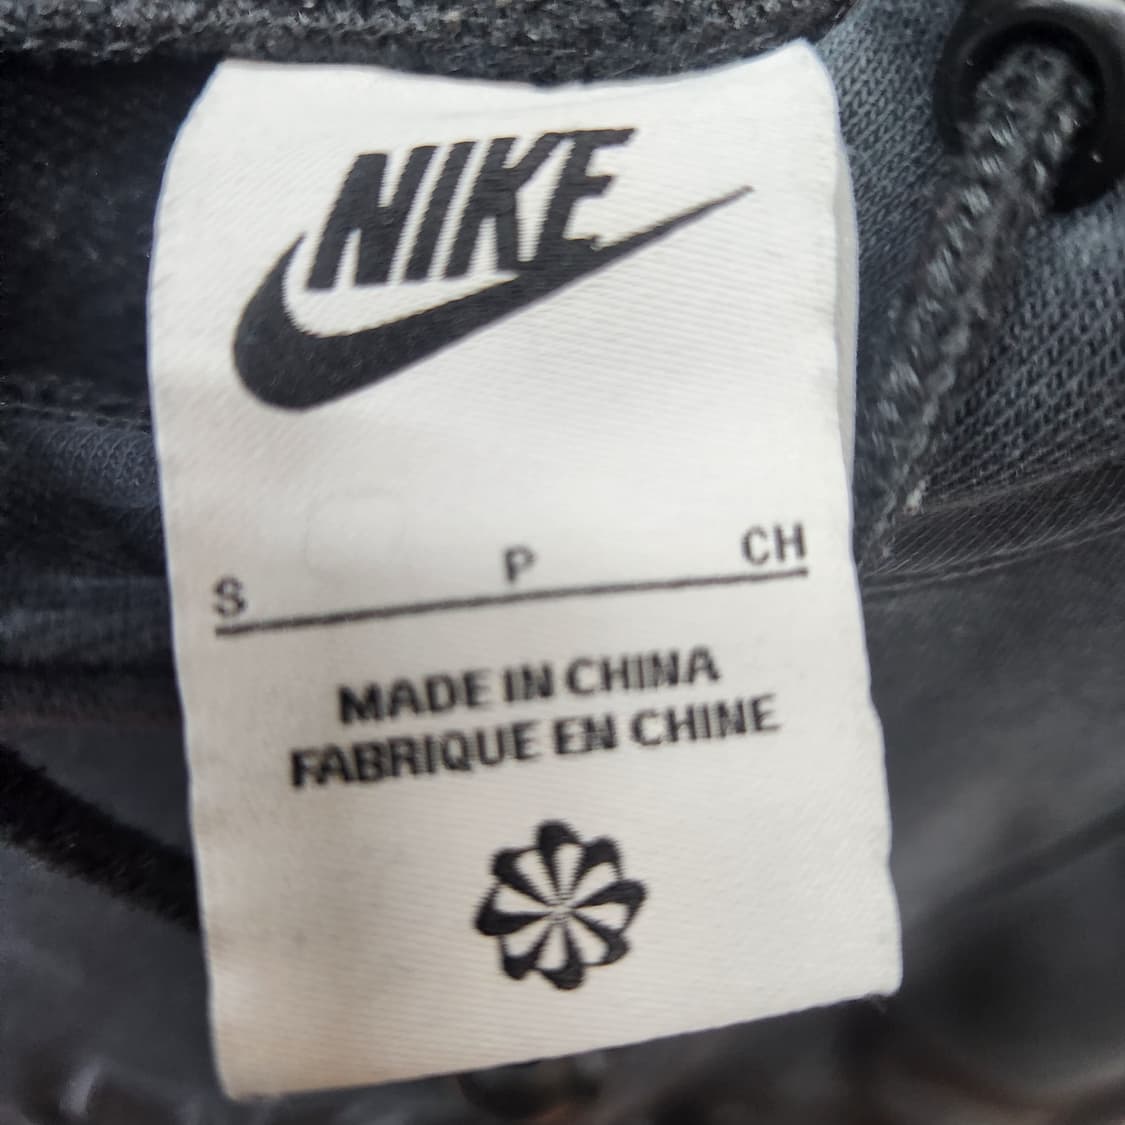 NIKE
S P CH
MADE IN CHINA
FABRIQUE EN CHINE